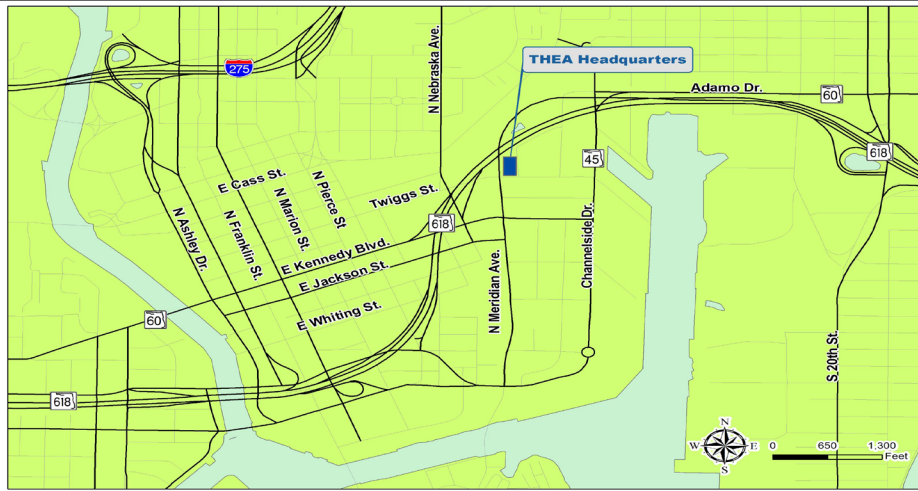 THEA Headquarters
N Nebraska Ave.
275
Adamo Dr.
60
618
45
E Cass St.
N Pierce St
N Marion St.
Twiggs St.
N Ashley Dr.
N Franklin St.
618
E Kennedy Blvd.
E Jackson St.
Channelside Dr.
N Meridian Ave.
E Whiting St.
60
S 20th St.
618
N
W
E
S
0
650
1,300
Feet